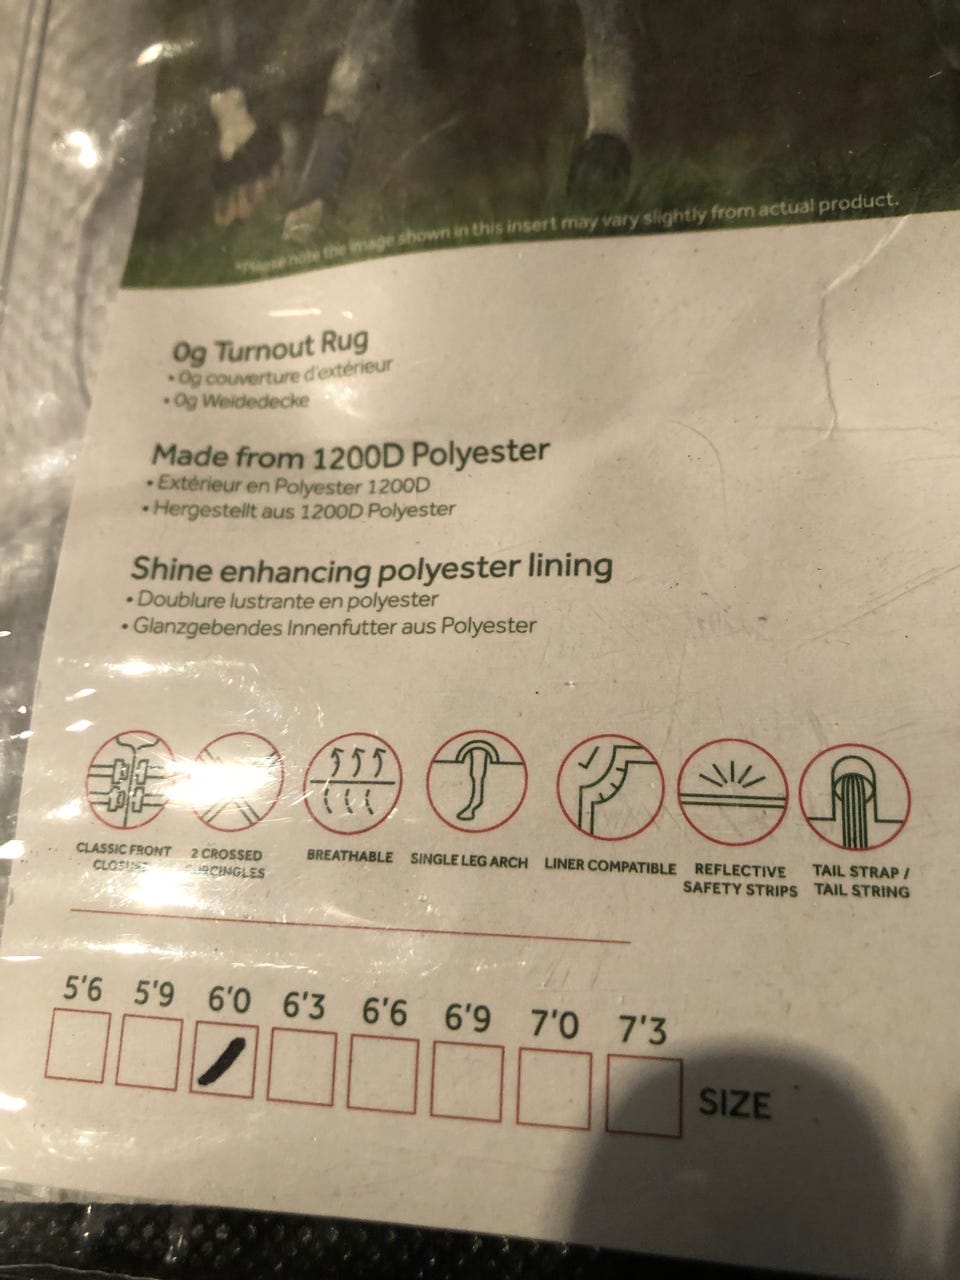 *Please note the image shown in this insert may vary slightly from actual product.
0g Turnout Rug
• 0g couverture d'extérieur
• 0g Weidedecke
Made from 1200D Polyester
• Extérieur en Polyester 1200D
• Hergestellt aus 1200D Polyester
Shine enhancing polyester lining
• Doublure lustrante en polyester
• Glanzgebendes Innenfutter aus Polyester
CLASSIC FRONT
CLOSURE
2 CROSSED
SURCINGLES
BREATHABLE
SINGLE LEG ARCH
LINER COMPATIBLE
REFLECTIVE
SAFETY STRIPS
TAIL STRAP /
TAIL STRING
5'6 5'9 6'0 6'3 6'6 6'9 7'0 7'3
SIZE